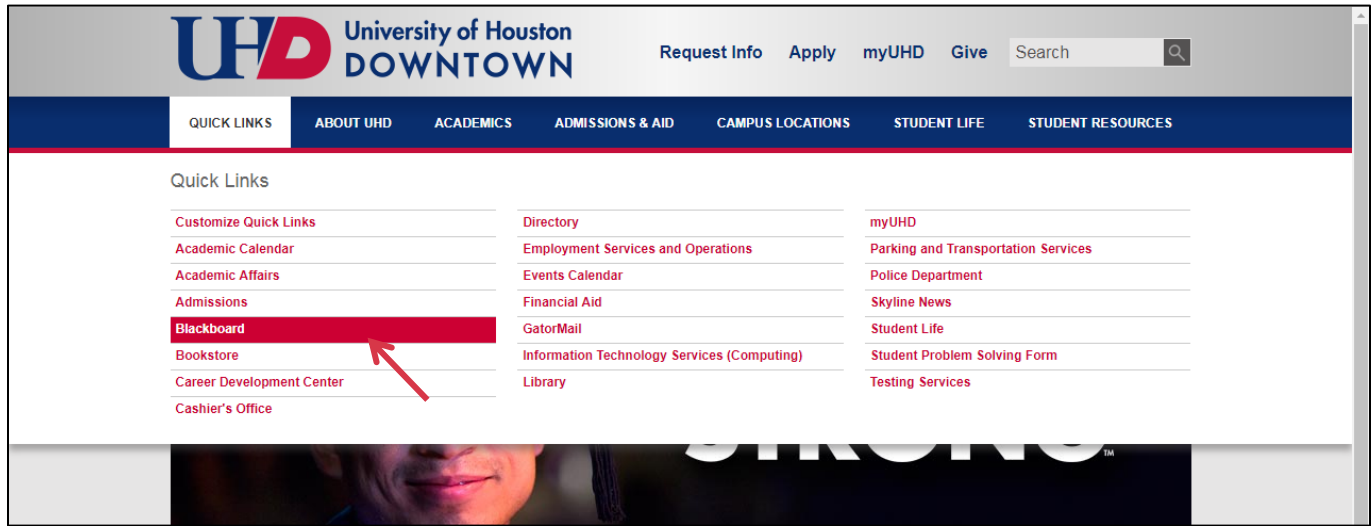 UHD University of Houston
DOWNTOWN
Request Info Apply myUHD Give Search
QUICK LINKS ABOUT UHD ACADEMICS ADMISSIONS & AID CAMPUS LOCATIONS STUDENT LIFE STUDENT RESOURCES
Quick Links
Customize Quick Links
Academic Calendar
Academic Affairs
Admissions
Blackboard
Bookstore
Career Development Center
Cashier's Office
Directory
Employment Services and Operations
Events Calendar
Financial Aid
GatorMail
Information Technology Services (Computing)
Library
myUHD
Parking and Transportation Services
Police Department
Skyline News
Student Life
Student Problem Solving Form
Testing Services
STRONG™